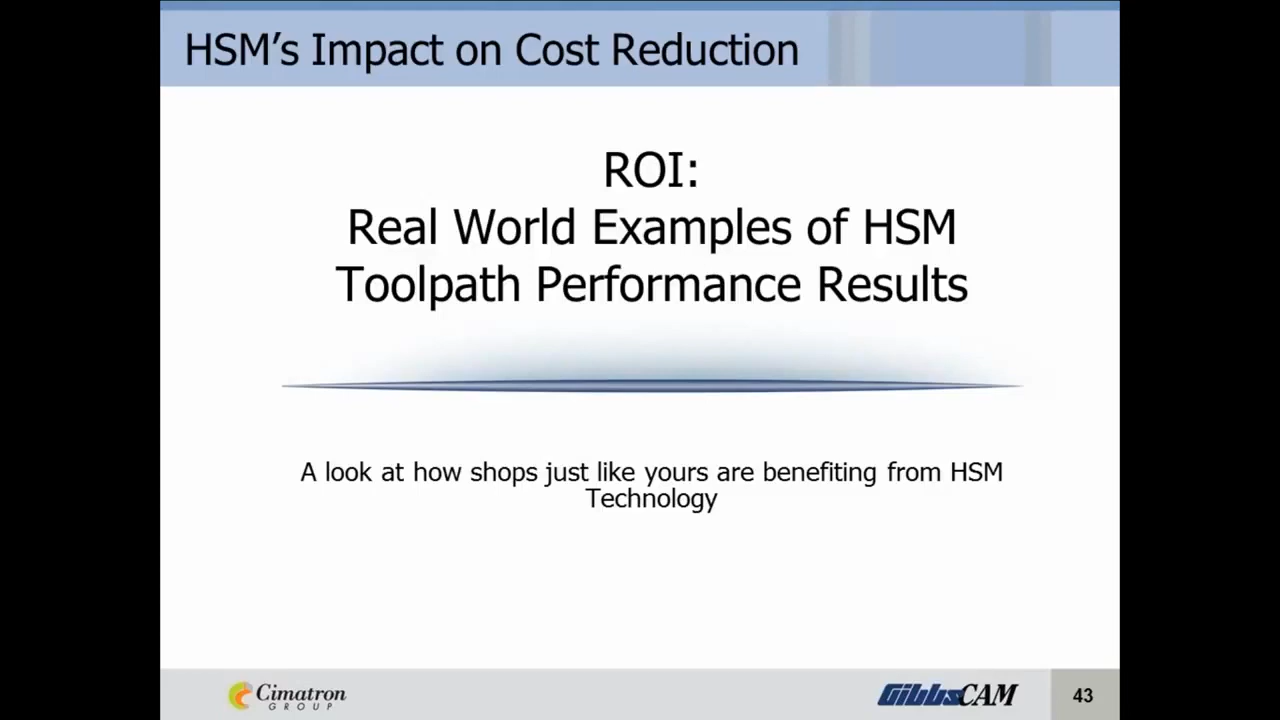 HSM’s Impact on Cost Reduction
ROI:
Real World Examples of HSM
Toolpath Performance Results
A look at how shops just like yours are benefiting from HSM
Technology
Cimatron
GROUP
GibbsCAM
43